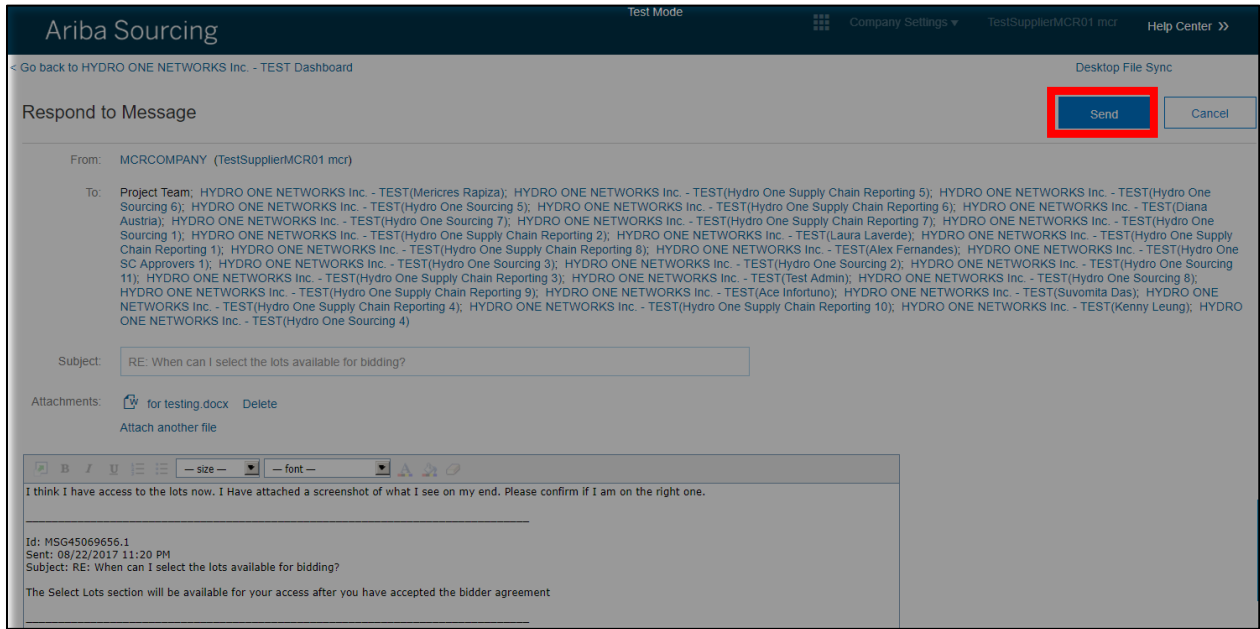 Test Mode
Ariba Sourcing
Company Settings ▾
TestSupplierMCR01 mcr
Help Center »
< Go back to HYDRO ONE NETWORKS Inc. - TEST Dashboard
Desktop File Sync
Respond to Message
Send
Cancel
From: MCRCOMPANY (TestSupplierMCR01 mcr)
To: Project Team; HYDRO ONE NETWORKS Inc. - TEST(Mericres Rapiza); HYDRO ONE NETWORKS Inc. - TEST(Hydro One Supply Chain Reporting 5); HYDRO ONE NETWORKS Inc. - TEST(Hydro One
Sourcing 6); HYDRO ONE NETWORKS Inc. - TEST(Hydro One Sourcing 5); HYDRO ONE NETWORKS Inc. - TEST(Hydro One Supply Chain Reporting 6); HYDRO ONE NETWORKS Inc. - TEST(Diana
Austria); HYDRO ONE NETWORKS Inc. - TEST(Hydro One Sourcing 7); HYDRO ONE NETWORKS Inc. - TEST(Hydro One Supply Chain Reporting 7); HYDRO ONE NETWORKS Inc. - TEST(Hydro One
Sourcing 1); HYDRO ONE NETWORKS Inc. - TEST(Hydro One Supply Chain Reporting 2); HYDRO ONE NETWORKS Inc. - TEST(Laura Laverde); HYDRO ONE NETWORKS Inc. - TEST(Hydro One Supply
Chain Reporting 1); HYDRO ONE NETWORKS Inc. - TEST(Hydro One Supply Chain Reporting 8); HYDRO ONE NETWORKS Inc. - TEST(Alex Fernandes); HYDRO ONE NETWORKS Inc. - TEST(Hydro One
SC Approvers 1); HYDRO ONE NETWORKS Inc. - TEST(Hydro One Sourcing 3); HYDRO ONE NETWORKS Inc. - TEST(Hydro One Sourcing 2); HYDRO ONE NETWORKS Inc. - TEST(Hydro One Sourcing
11); HYDRO ONE NETWORKS Inc. - TEST(Hydro One Supply Chain Reporting 3); HYDRO ONE NETWORKS Inc. - TEST(Test Admin); HYDRO ONE NETWORKS Inc. - TEST(Hydro One Sourcing 8);
HYDRO ONE NETWORKS Inc. - TEST(Hydro One Supply Chain Reporting 9); HYDRO ONE NETWORKS Inc. - TEST(Ace Infortuno); HYDRO ONE NETWORKS Inc. - TEST(Suvomita Das); HYDRO ONE
NETWORKS Inc. - TEST(Hydro One Supply Chain Reporting 4); HYDRO ONE NETWORKS Inc. - TEST(Hydro One Supply Chain Reporting 10); HYDRO ONE NETWORKS Inc. - TEST(Kenny Leung); HYDRO
ONE NETWORKS Inc. - TEST(Hydro One Sourcing 4)
Subject: RE: When can I select the lots available for bidding?
Attachments: for testing.docx Delete
Attach another file
B I U — size — — font — A
I think I have access to the lots now. I Have attached a screenshot of what I see on my end. Please confirm if I am on the right one.
Id: MSG45069656.1
Sent: 08/22/2017 11:20 PM
Subject: RE: When can I select the lots available for bidding?
The Select Lots section will be available for your access after you have accepted the bidder agreement